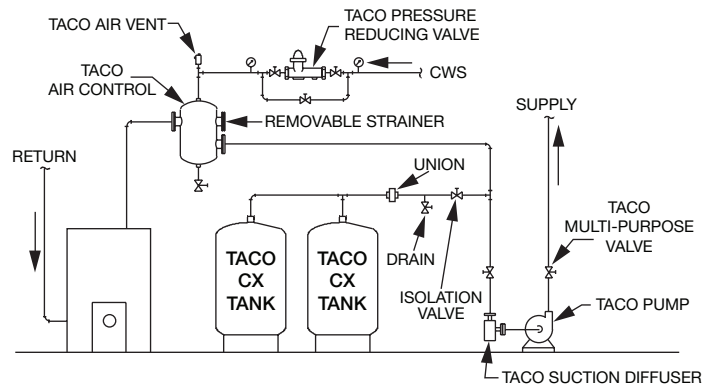 TACO AIR VENT
TACO PRESSURE
REDUCING VALVE
TACO
AIR CONTROL
CWS
REMOVABLE STRAINER
SUPPLY
RETURN
UNION
TACO
MULTI-PURPOSE
VALVE
TACO
CX
TANK
TACO
CX
TANK
DRAIN
ISOLATION
VALVE
TACO PUMP
TACO SUCTION DIFFUSER